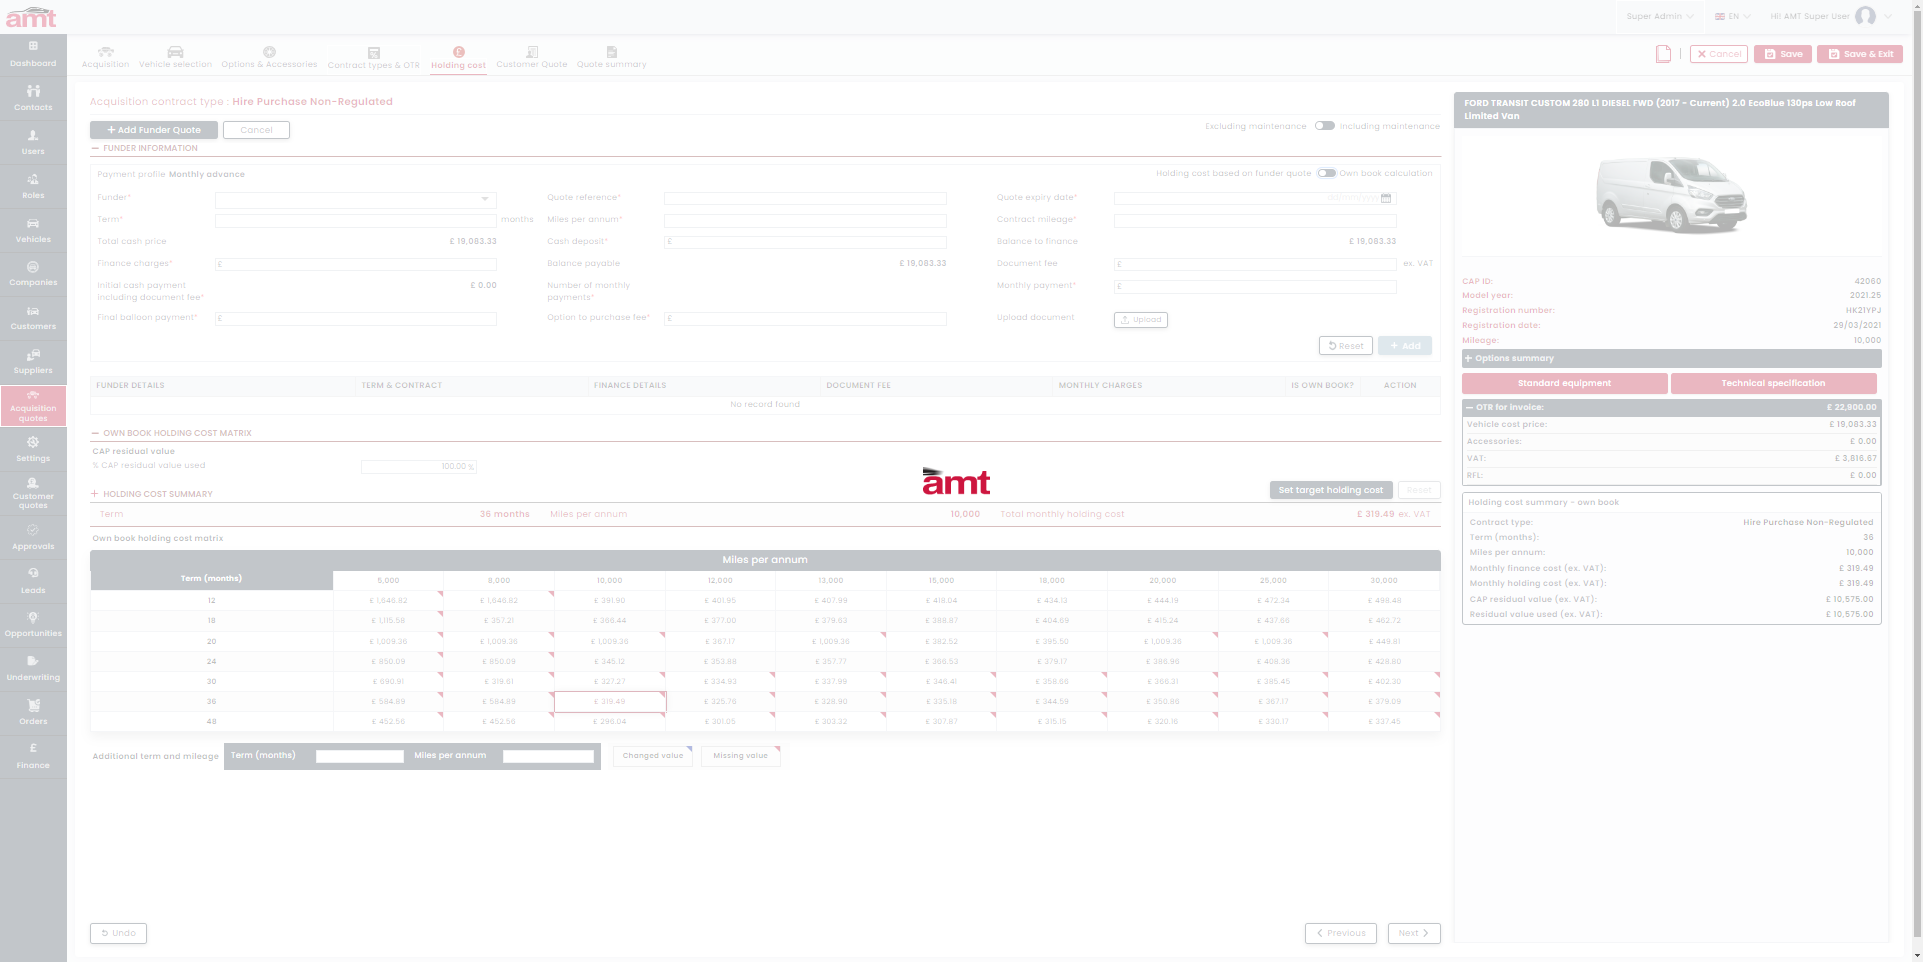 amt
Super Admin
EN
Hi! AMT Super User
Dashboard
Contacts
Users
Roles
Vehicles
Companies
Customers
Suppliers
Acquisition
quotes
Settings
Customer
quotes
Approvals
Leads
Opportunities
Underwriting
Orders
£
Finance
Acquisition
Vehicle selection
Options & Accessories
Contract types & OTR
£
Holding cost
Customer Quote
Quote summary
Cancel
Save
Save & Exit
Acquisition contract type : Hire Purchase Non-Regulated
+ Add Funder Quote
Cancel
Excluding maintenance
Including maintenance
FUNDER INFORMATION
Payment profile Monthly advance
Holding cost based on funder quote
Own book calculation
Funder*
Quote reference*
Quote expiry date*
dd/mm/yyyy
Term*
months
Miles per annum*
Contract mileage*
Total cash price £ 19,083.33
Cash deposit* £
Balance to finance £ 19,083.33
Finance charges* £
Balance payable £ 19,083.33
Document fee £ ex. VAT
Initial cash payment
including document fee*
£ 0.00
Number of monthly
payments*
Monthly payment* £
Final balloon payment* £
Option to purchase fee* £
Upload document
Upload
Reset
+ Add
FUNDER DETAILS TERM & CONTRACT FINANCE DETAILS DOCUMENT FEE MONTHLY CHARGES IS OWN BOOK? ACTION
No record found
OWN BOOK HOLDING COST MATRIX
CAP residual value
% CAP residual value used 100.00 %
amt
HOLDING COST SUMMARY
Set target holding cost
Reset
Term 36 months Miles per annum 10,000 Total monthly holding cost £ 319.49 ex. VAT
Own book holding cost matrix
Miles per annum
Term (months) 5,000 8,000 10,000 12,000 13,000 15,000 18,000 20,000 25,000 30,000
12 £ 1,646.82 £ 1,646.82 £ 391.90 £ 401.95 £ 407.99 £ 418.04 £ 434.13 £ 444.19 £ 472.34 £ 498.48
18 £ 1,115.58 £ 357.21 £ 368.44 £ 377.00 £ 379.63 £ 388.87 £ 404.69 £ 415.24 £ 437.66 £ 462.72
20 £ 1,009.36 £ 1,009.36 £ 1,009.36 £ 367.17 £ 1,009.36 £ 382.52 £ 395.50 £ 1,009.36 £ 1,009.36 £ 449.81
24 £ 850.09 £ 850.09 £ 345.12 £ 353.88 £ 357.77 £ 366.53 £ 379.17 £ 386.96 £ 408.36 £ 428.80
30 £ 690.91 £ 319.61 £ 327.27 £ 334.93 £ 337.99 £ 346.41 £ 358.66 £ 366.31 £ 385.45 £ 402.30
36 £ 584.89 £ 584.89 £ 319.49 £ 325.76 £ 328.90 £ 335.18 £ 344.59 £ 350.86 £ 367.17 £ 379.09
48 £ 452.56 £ 452.56 £ 296.04 £ 301.05 £ 303.32 £ 307.87 £ 315.15 £ 320.16 £ 330.17 £ 337.45
Additional term and mileage
Term (months)
Miles per annum
Changed value
Missing value
Undo
Previous
Next
FORD TRANSIT CUSTOM 280 L1 DIESEL FWD (2017 - Current) 2.0 EcoBlue 130ps Low Roof
Limited Van
CAP ID: 42060
Model year: 2021.25
Registration number: HK21YPJ
Registration date: 29/03/2021
Mileage: 10,000
+ Options summary
Standard equipment
Technical specification
OTR for invoice: £ 22,900.00
Vehicle cost price: £ 19,083.33
Accessories: £ 0.00
VAT: £ 3,816.67
RFL: £ 0.00
Holding cost summary - own book
Contract type: Hire Purchase Non-Regulated
Term (months): 36
Miles per annum: 10,000
Monthly finance cost (ex. VAT): £ 319.49
Monthly holding cost (ex. VAT): £ 319.49
CAP residual value (ex. VAT): £ 10,575.00
Residual value used (ex. VAT): £ 10,575.00